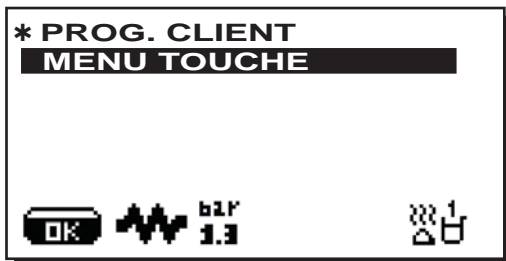 * PROG. CLIENT
MENU TOUCHE
OK
bar
1.3
1